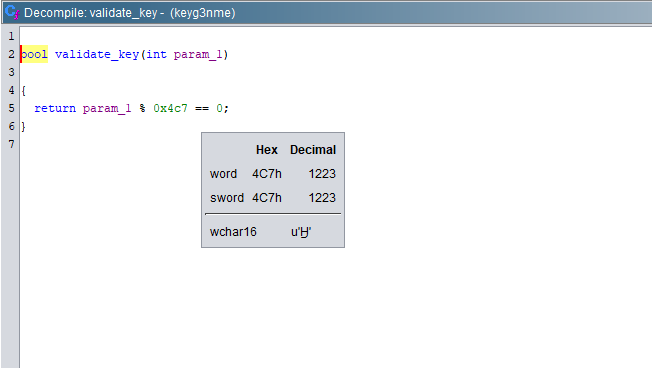 Decompile: validate_key - (keyg3nme)
1
2 bool validate_key(int param_1)
3
4 {
5 return param_1 % 0x4c7 == 0;
6 }
7
Hex Decimal
word 4C7h 1223
sword 4C7h 1223
wchar16 u'Ӈ'